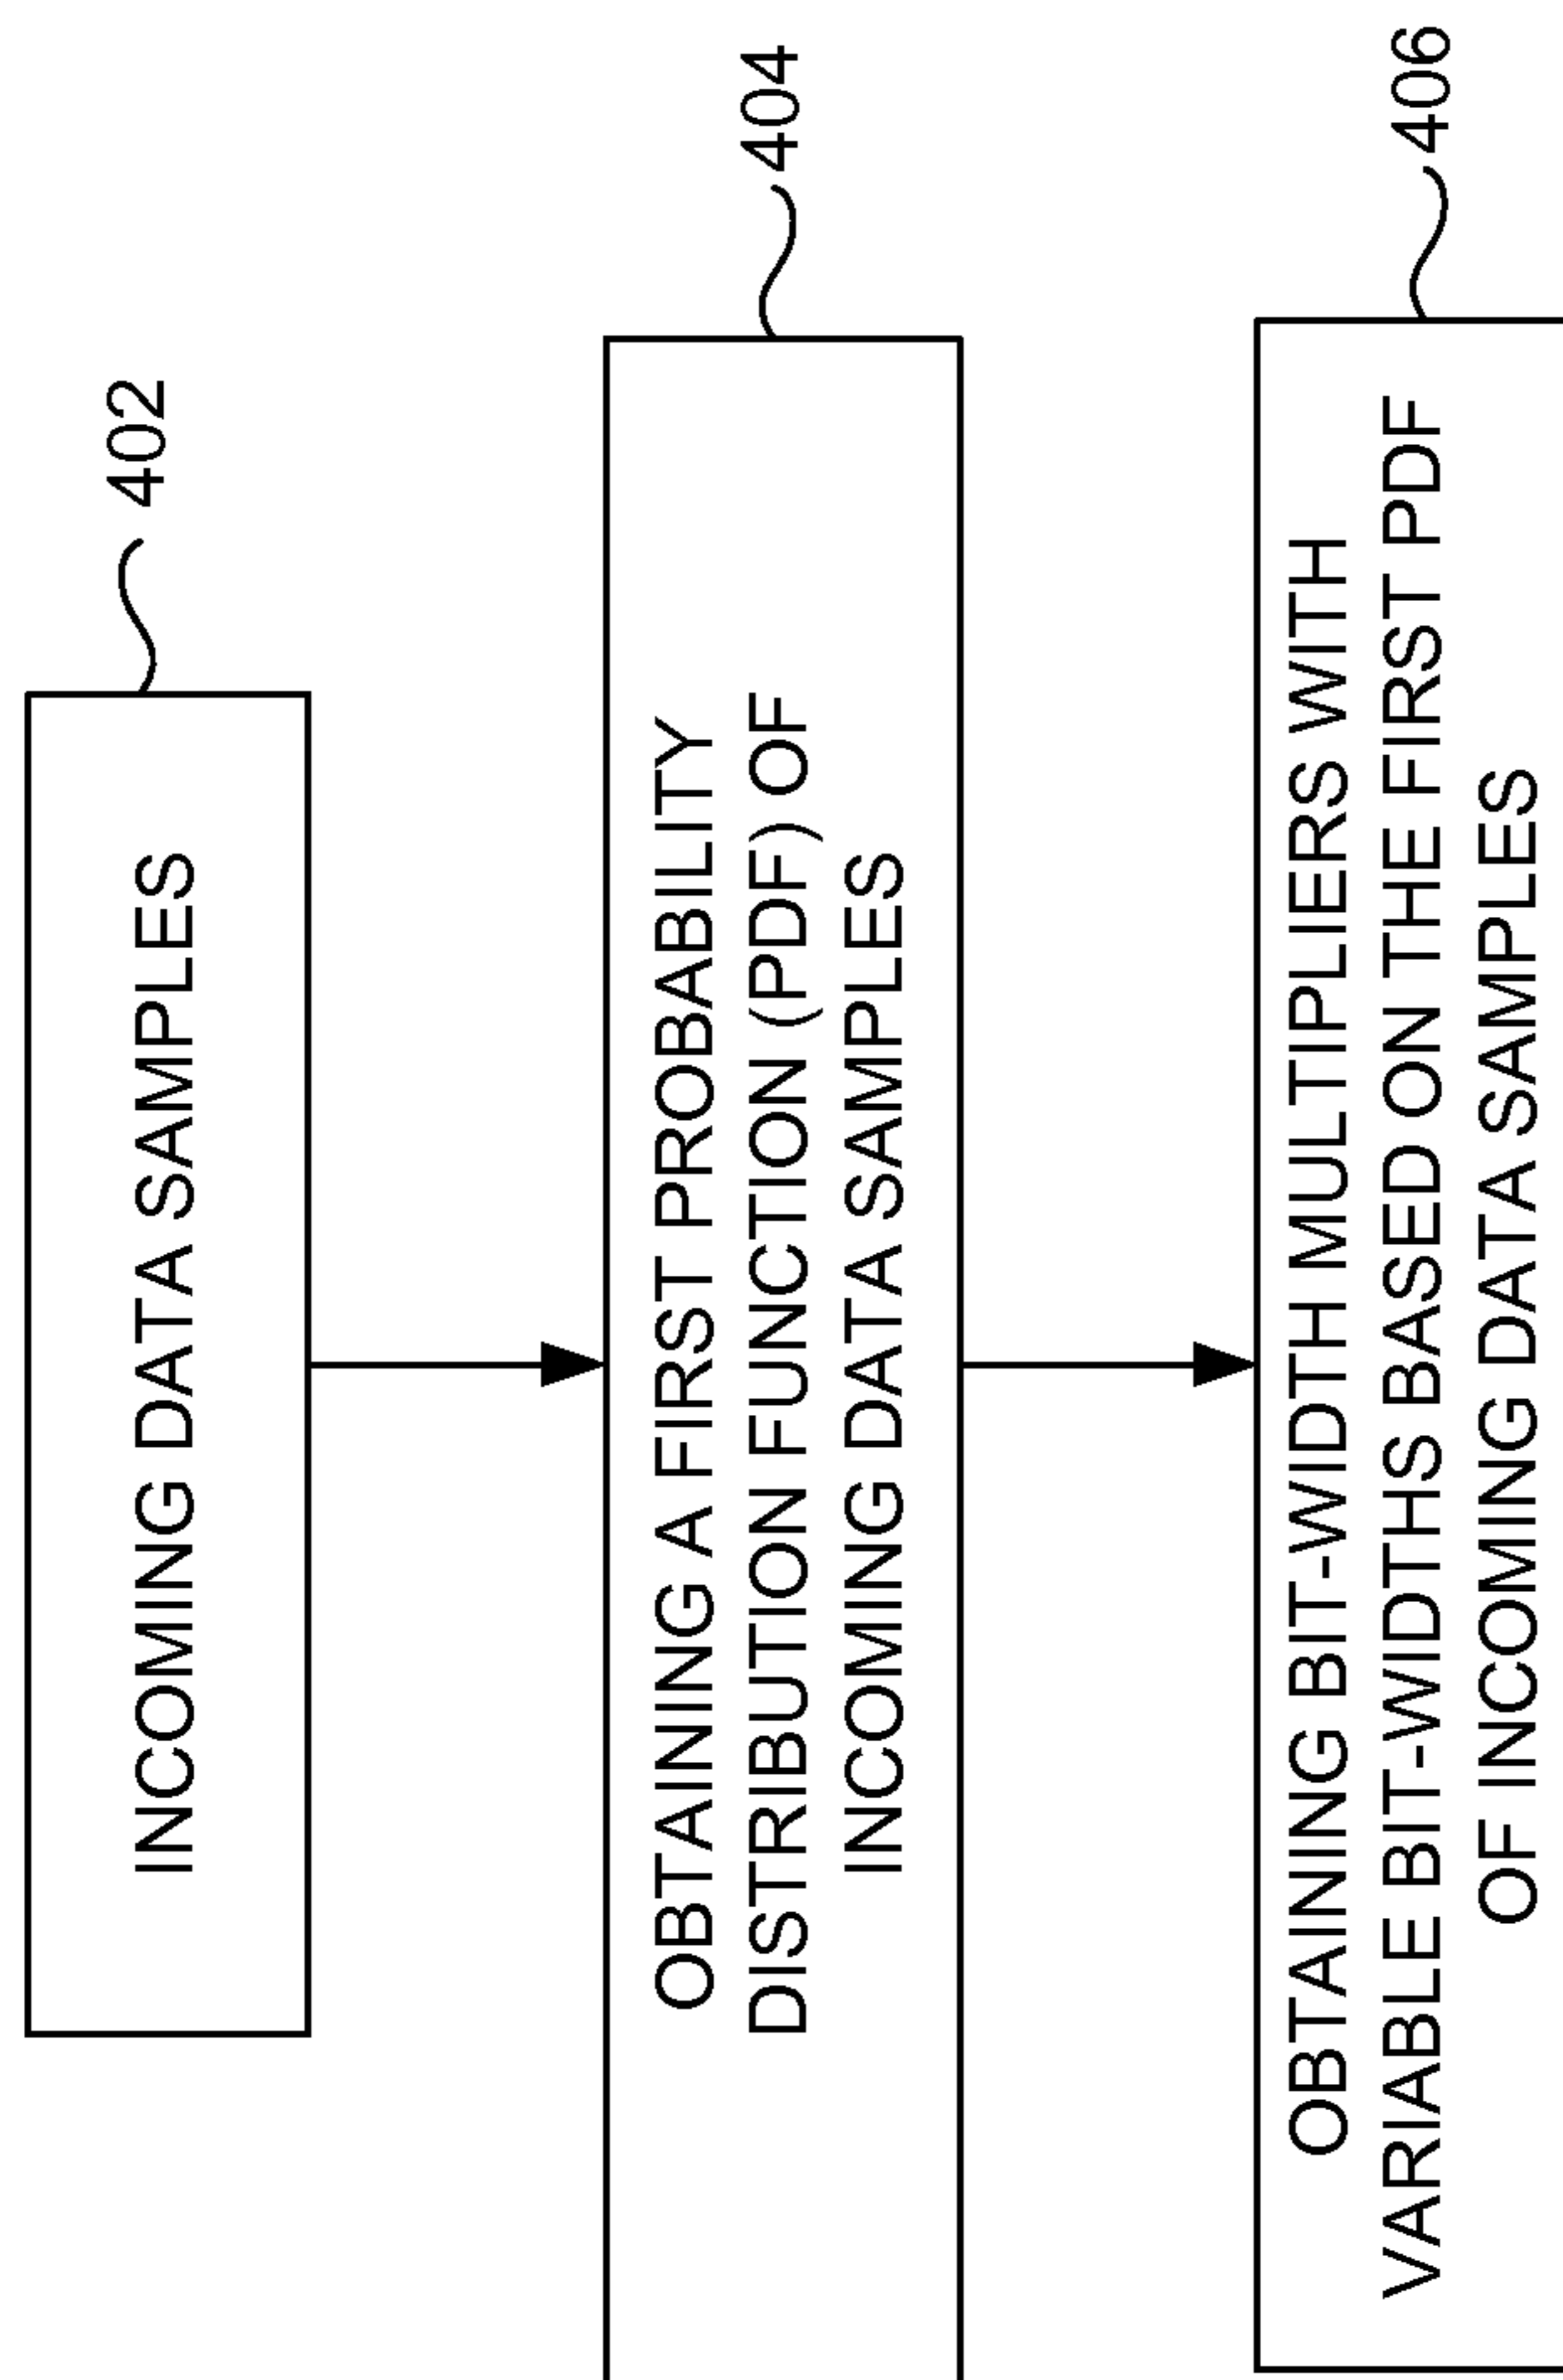 INCOMING DATA SAMPLES
402
OBTAINING A FIRST PROBABILITY
DISTRIBUTION FUNCTION (PDF) OF
INCOMING DATA SAMPLES
404
OBTAINING BIT-WIDTH MULTIPLIERS WITH
VARIABLE BIT-WIDTHS BASED ON THE FIRST PDF
OF INCOMING DATA SAMPLES
406